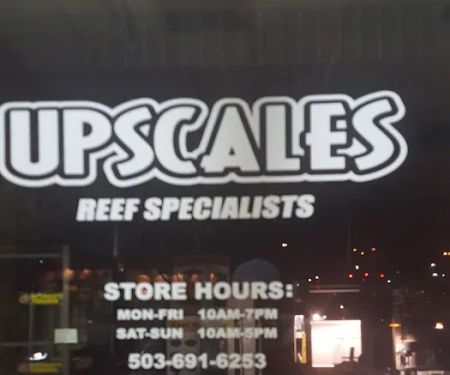 UPSCALES
REEF SPECIALISTS
STORE HOURS:
MON-FRI 10AM-7PM
SAT-SUN 10AM-5PM
503-691-6253